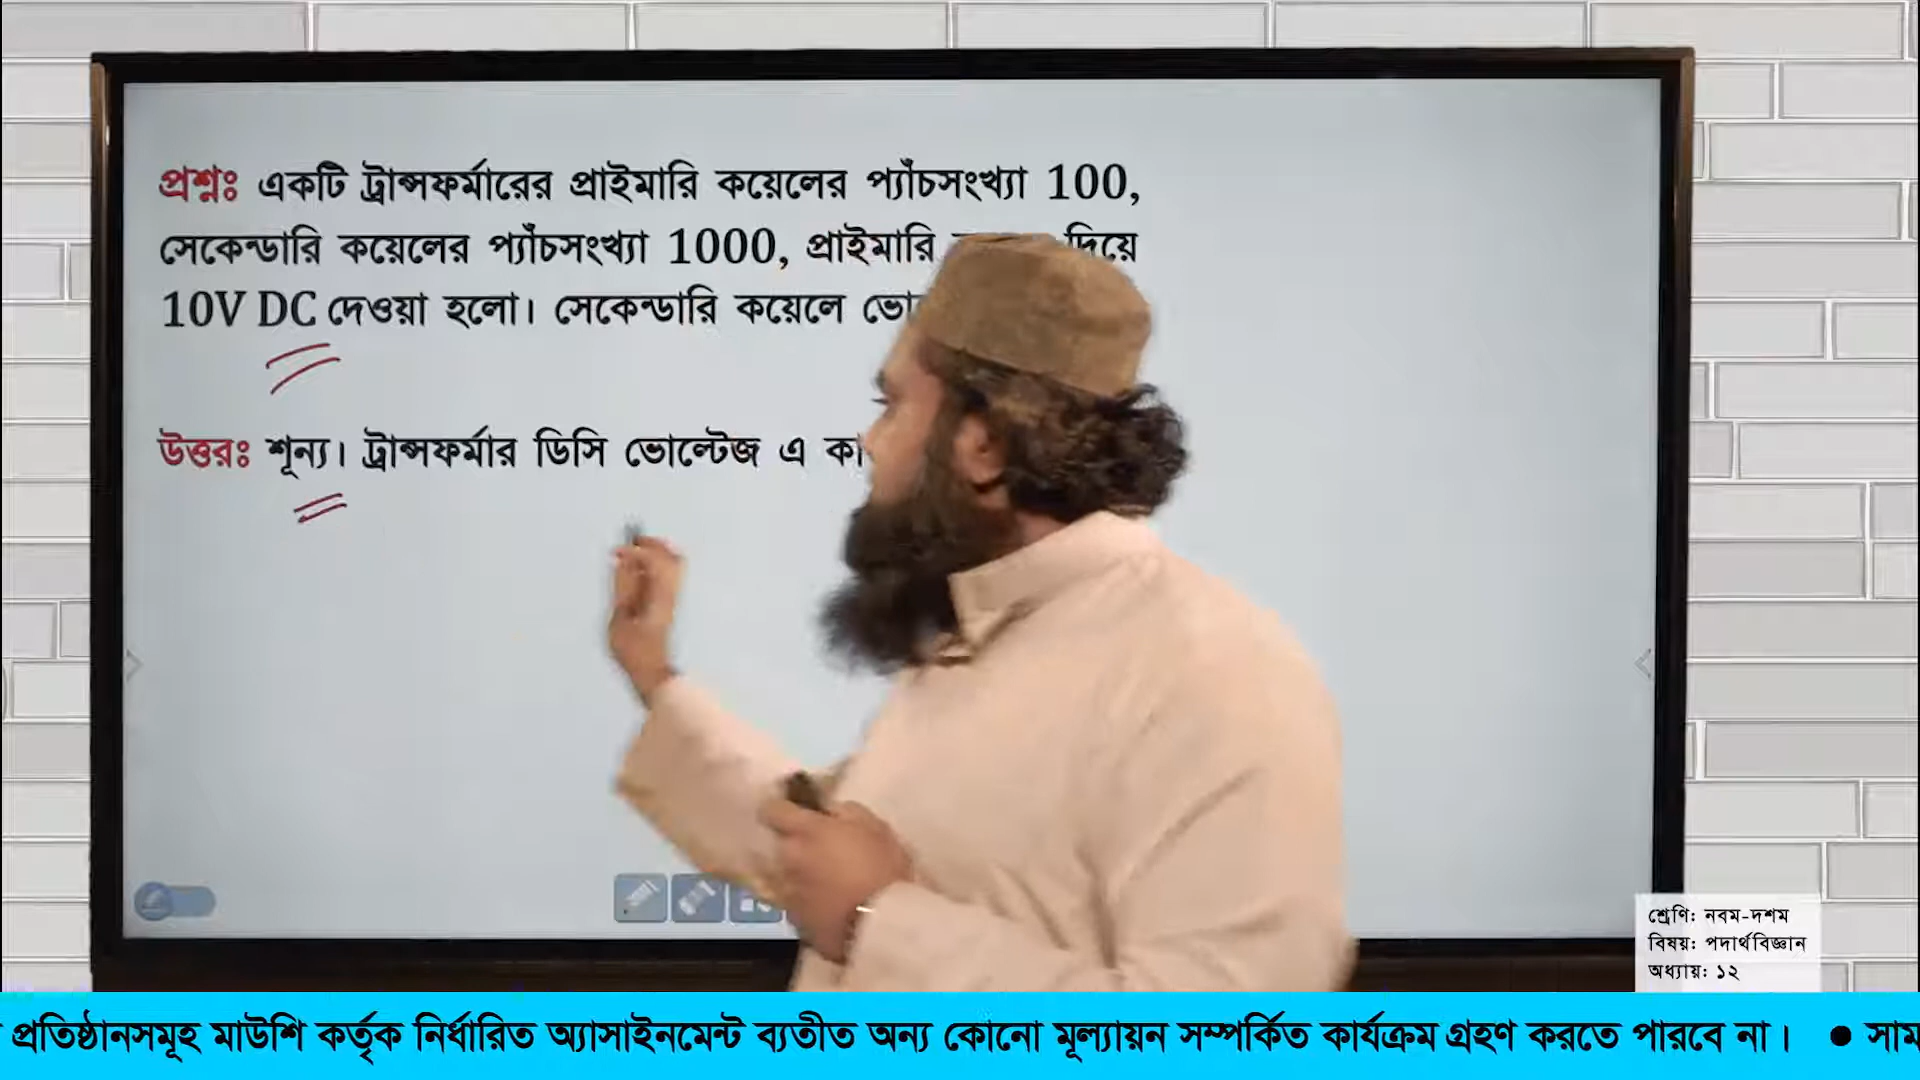 প্রশ্নঃ একটি ট্রান্সফর্মারের প্রাইমারি কয়েলের প্যাঁচসংখ্যা 100,
সেকেন্ডারি কয়েলের প্যাঁচসংখ্যা 1000, প্রাইমারি দিয়ে
10V DC দেওয়া হলো। সেকেন্ডারি কয়েলে
উত্তরঃ শূন্য। ট্রান্সফর্মার ডিসি ভোল্টেজ এ
শ্রেণি: নবম-দশম
বিষয়: পদার্থবিজ্ঞান
অধ্যায়: ১২
প্রতিষ্ঠানসমূহ মাউশি কর্তৃক নির্ধারিত অ্যাসাইনমেন্ট ব্যতীত অন্য কোনো মূল্যায়ন সম্পর্কিত কার্যক্রম গ্রহণ করতে পারবে না। ●